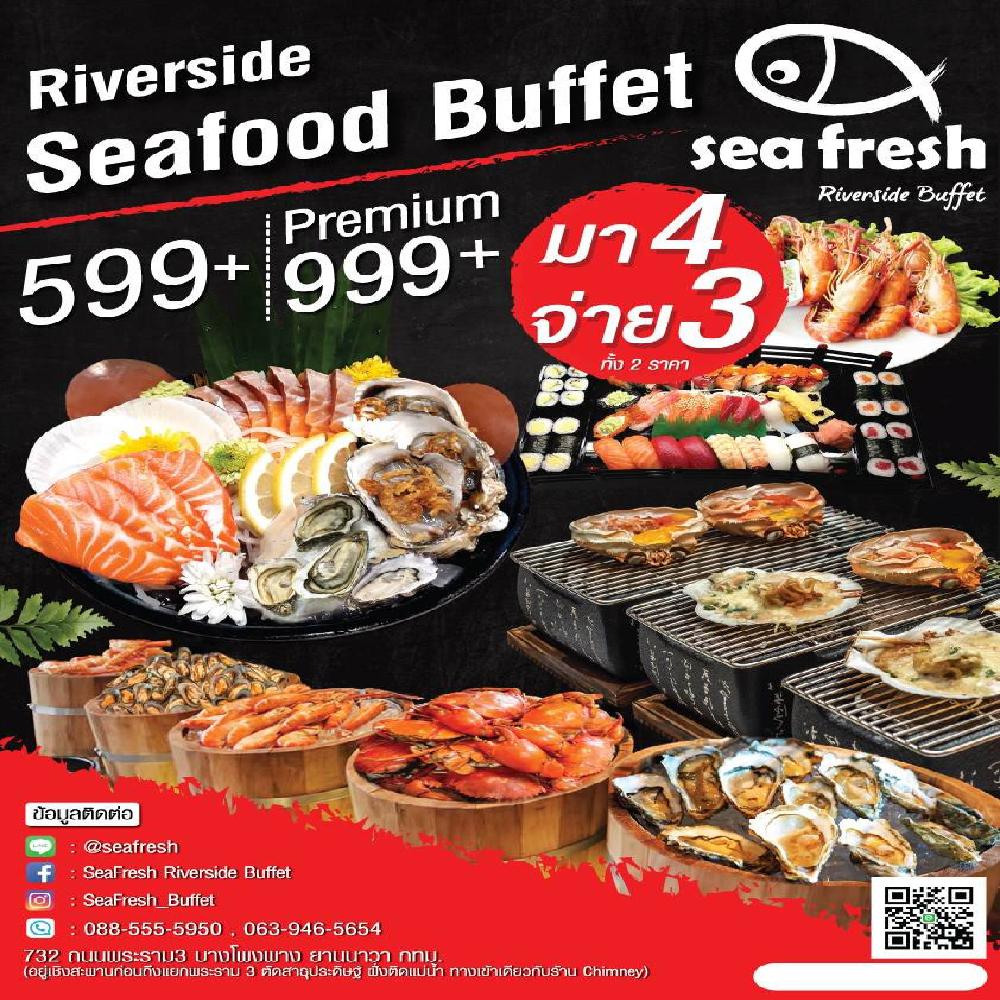 Riverside
Seafood Buffet
sea fresh
Riverside Buffet
599+
Premium
999+
มา 4
จ่าย 3
ทั้ง 2 ราคา
ข้อมูลติดต่อ
LINE : @seafresh
: SeaFresh Riverside Buffet
: SeaFresh_Buffet
: 088-555-5950 , 063-946-5654
732 ถนนพระราม3 บางโพงพาง ยานนาวา กทม.
(อยู่เชิงสะพานก่อนถึงแยกพระราม 3 ตัดสาธุประดิษฐ์ ฝั่งติดแม่น้ำ ทางเข้าเดียวกับร้าน Chimney)